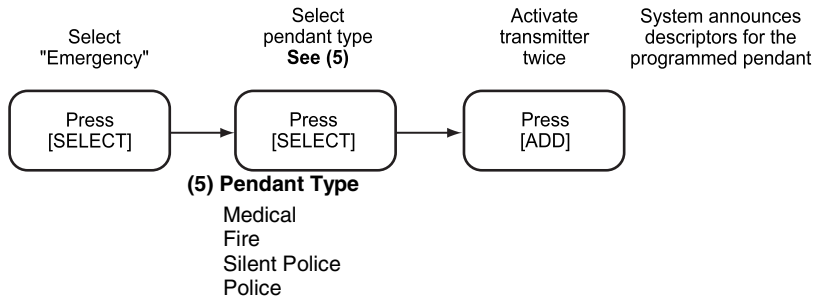 Select
"Emergency"
Select
pendant type
See (5)
Activate
transmitter
twice
System announces
descriptors for the
programmed pendant
Press
[SELECT]
Press
[SELECT]
Press
[ADD]
(5) Pendant Type
Medical
Fire
Silent Police
Police